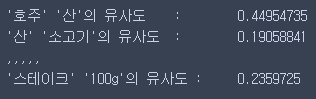 '호주' '산'의 유사도 : 0.44954735
'산' '소고기'의 유사도 : 0.19058841
,,,,,
'스테이크' '100g'의 유사도 : 0.2359725